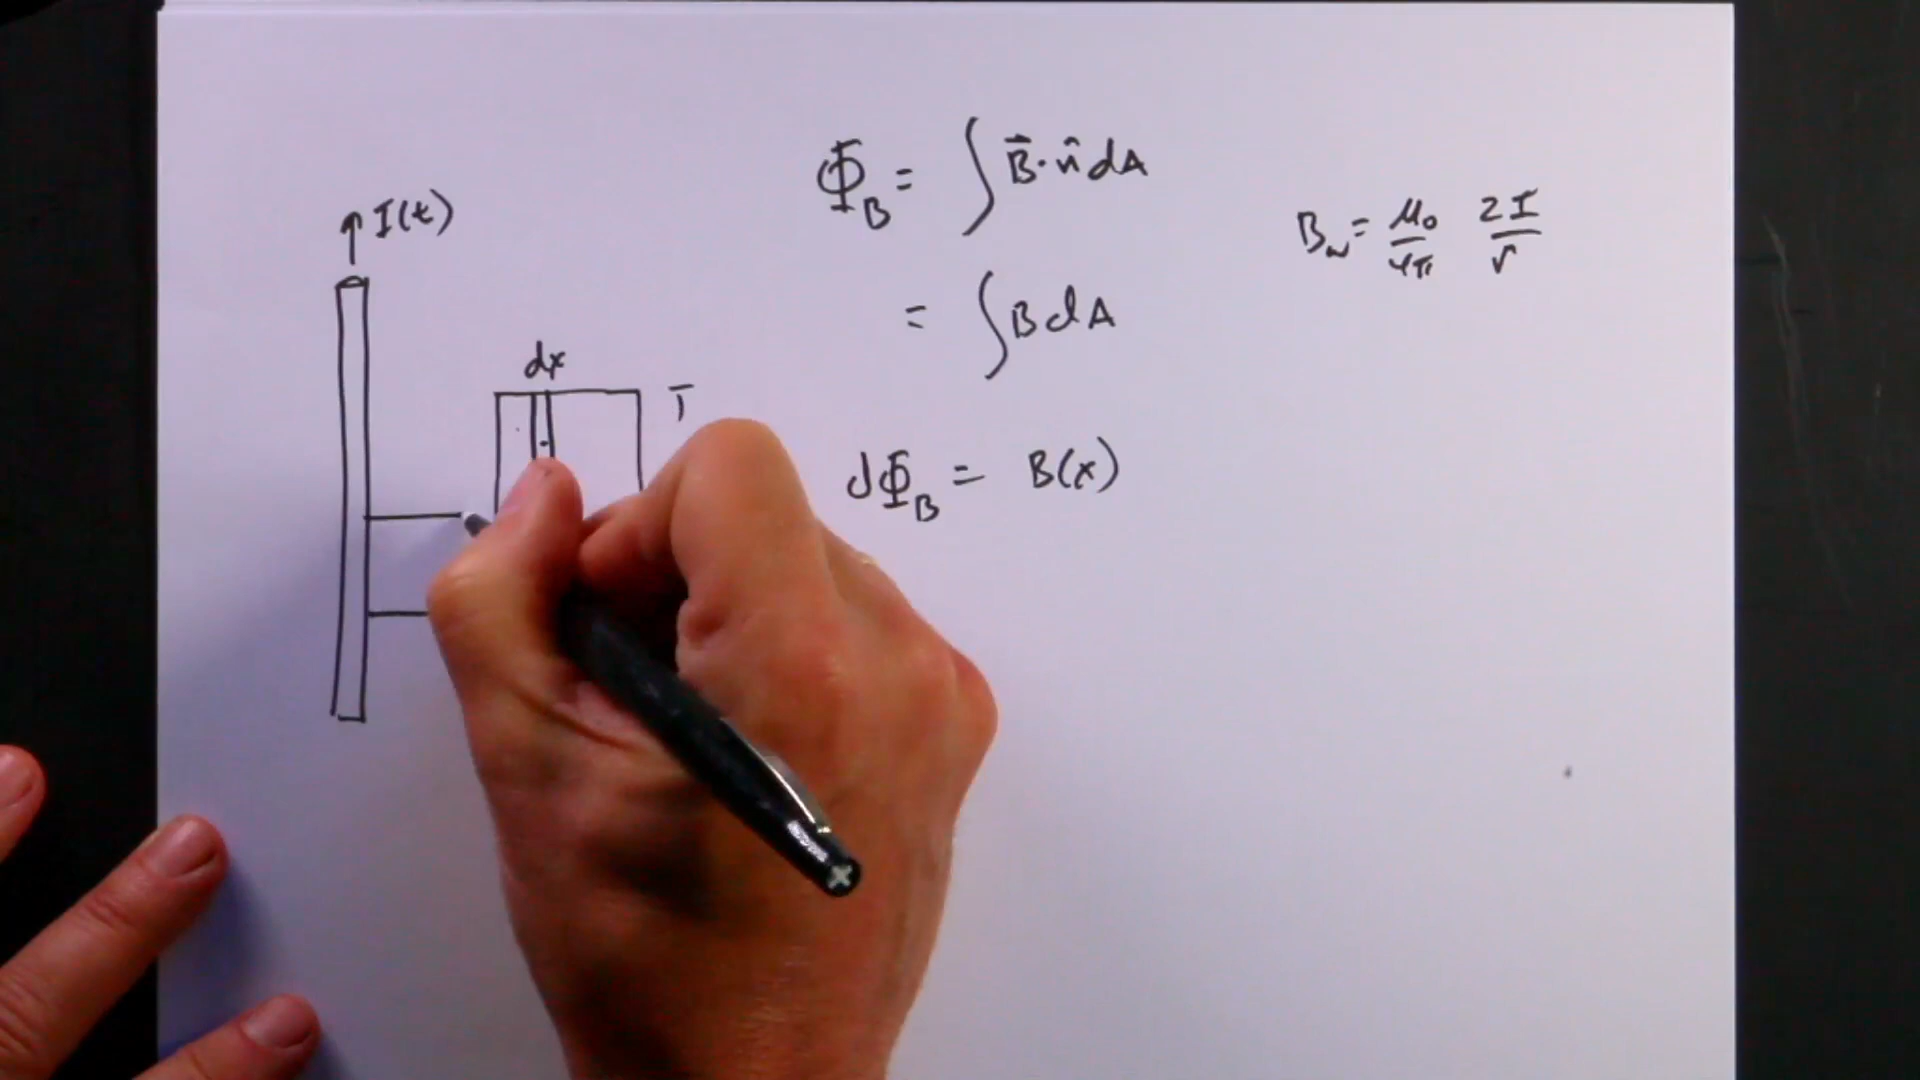 Φ_B = ∫ B⃗ · n̂ dA
B_w = μ₀/4π 2I/r
↑ I(t)
= ∫ B dA
dx
dΦ_B = B(x)